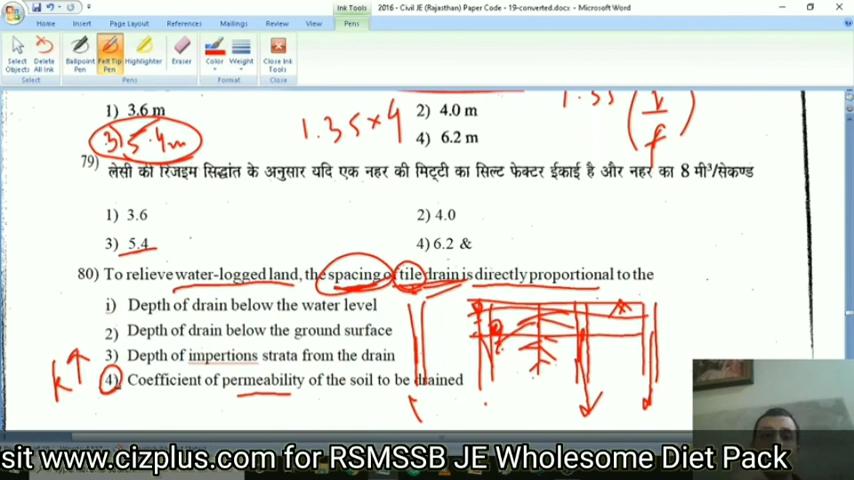 Ink Tools
2016 - Civil JE (Rajasthan) Paper Code - 19-converted.docx - Microsoft Word
Home Insert Page Layout References Mailings Review View Pens
Select Objects
Delete All Ink
Ballpoint Pen
Felt Tip Pen
Highlighter
Eraser
Color
Weight
Close Ink Tools
Select Pens Format Close
1) 3.6 m 2) 4.0 m
3) 5.4 m 4) 6.2 m
1.35×4
1.35
79) लेसी की रिजइम सिद्धांत के अनुसार यदि एक नहर की मिट्टी का सिल्ट फेक्टर ईकाई है और नहर का 8 मी³/सेकण्ड
1) 3.6 2) 4.0
3) 5.4 4) 6.2 &
80) To relieve water-logged land, the spacing of tile drain is directly proportional to the
i) Depth of drain below the water level
2) Depth of drain below the ground surface
3) Depth of impertions strata from the drain
4) Coefficient of permeability of the soil to be drained
K
sit www.cizplus.com for RSMSSB JE Wholesome Diet Pack